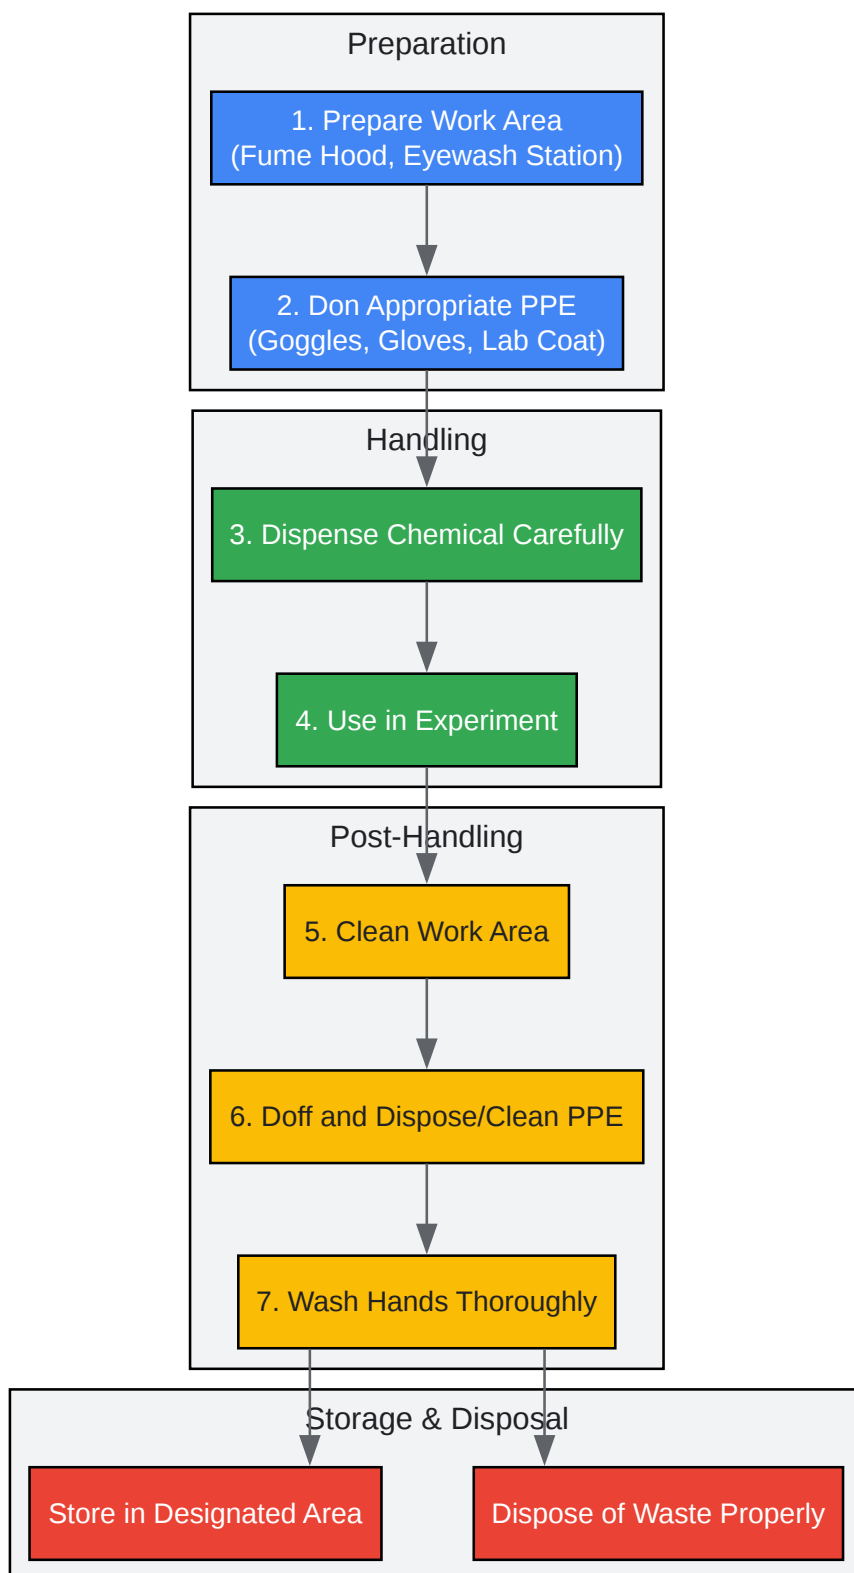 Preparation
1. Prepare Work Area
(Fume Hood, Eyewash Station)
2. Don Appropriate PPE
(Goggles, Gloves, Lab Coat)
Handling
3. Dispense Chemical Carefully
4. Use in Experiment
Post-Handling
5. Clean Work Area
6. Doff and Dispose/Clean PPE
7. Wash Hands Thoroughly
Storage & Disposal
Store in Designated Area
Dispose of Waste Properly